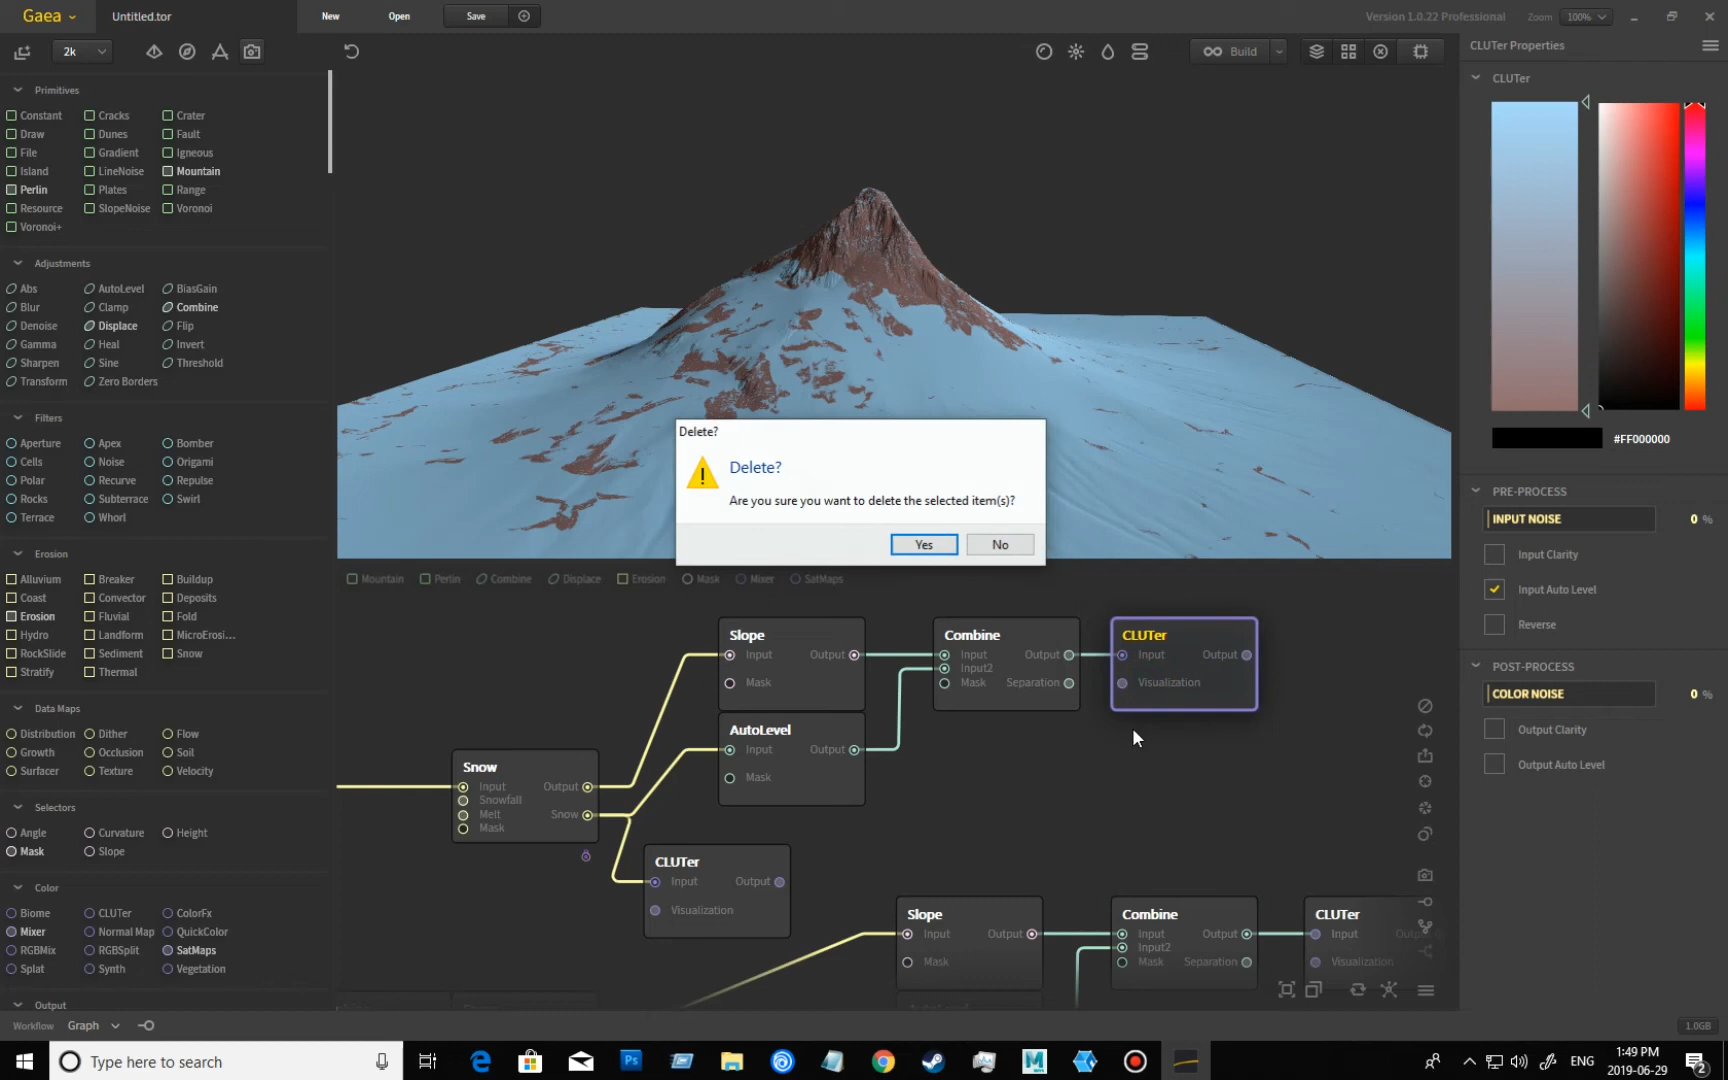 Gaea
Untitled.tor
New
Open
Save
Version 1.0.22 Professional
Zoom
100%
2k
Build
CLUTer Properties
Primitives
Constant Cracks Crater
Draw Dunes Fault
File Gradient Igneous
Island LineNoise Mountain
Perlin Plates Range
Resource SlopeNoise Voronoi
Voronoi+
Adjustments
Abs AutoLevel BiasGain
Blur Clamp Combine
Denoise Displace Flip
Gamma Heal Invert
Sharpen Sine Threshold
Transform Zero Borders
Filters
Aperture Apex Bomber
Cells Noise Origami
Polar Recurve Repulse
Rocks Subterrace Swirl
Terrace Whorl
Erosion
Alluvium Breaker Buildup
Coast Convector Deposits
Erosion Fluvial Fold
Hydro Landform MicroErosi...
RockSlide Sediment Snow
Stratify Thermal
Data Maps
Distribution Dither Flow
Growth Occlusion Soil
Surfacer Texture Velocity
Selectors
Angle Curvature Height
Mask Slope
Color
Biome CLUTer ColorFx
Mixer Normal Map QuickColor
RGBMix RGBSplit SatMaps
Splat Synth Vegetation
Output
Workflow Graph
Delete?
Delete?
Are you sure you want to delete the selected item(s)?
Yes No
Mountain Perlin Combine Displace Erosion Mask Mixer SatMaps
Slope
Input Output
Mask
AutoLevel
Input Output
Mask
Combine
Input Output
Input2
Mask Separation
CLUTer
Input Output
Visualization
Snow
Input Output
Snowfall
Melt Snow
Mask
CLUTer
Input Output
Visualization
Slope
Input Output
Mask
Combine
Input Output
Input2
Mask Separation
CLUTer
Input
Visualization
CLUTer
#FF000000
PRE-PROCESS
INPUT NOISE 0 %
Input Clarity
Input Auto Level
Reverse
POST-PROCESS
COLOR NOISE 0 %
Output Clarity
Output Auto Level
1.0GB
Type here to search
Ps
M
ENG
1:49 PM
2019-06-29
2